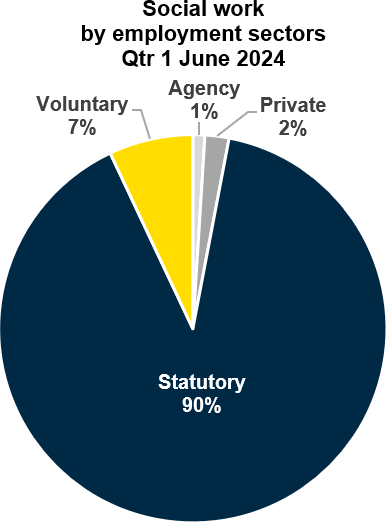 Social work
by employment sectors
Qtr 1 June 2024
Agency
1%
Voluntary
7%
Private
2%
Statutory
90%